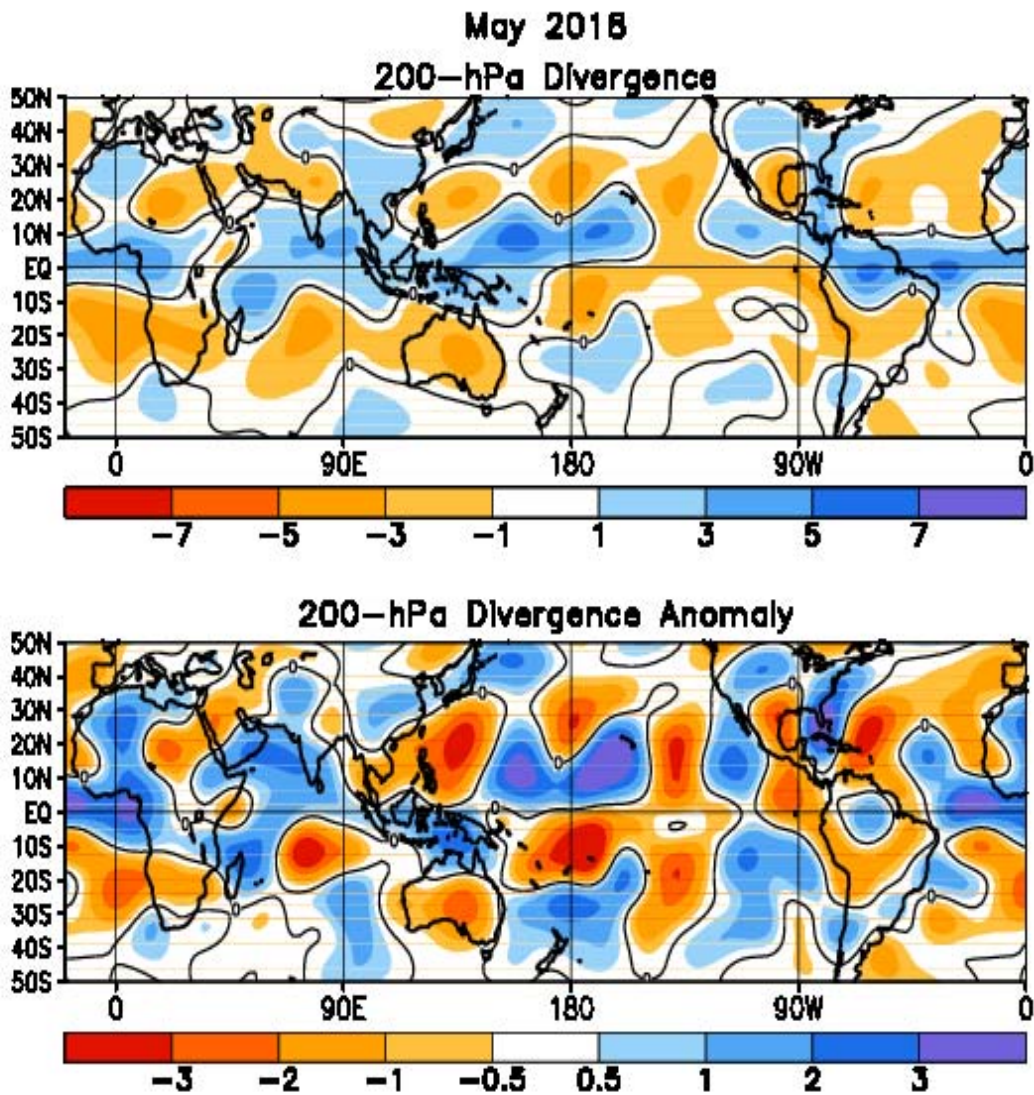 May 2018
200-hPa Divergence
50N
40N
30N
20N
10N
EQ
10S
20S
30S
40S
50S
0 90E 180 90W 0
-7 -5 -3 -1 1 3 5 7
200-hPa Divergence Anomaly
50N
40N
30N
20N
10N
EQ
10S
20S
30S
40S
50S
0 90E 180 90W 0
-3 -2 -1 -0.5 0.5 1 2 3